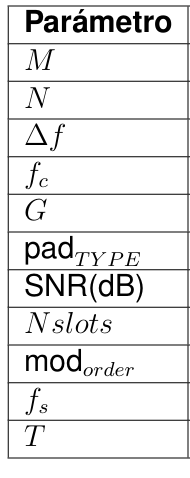 Parámetro
M
N
Δf
f_c
G
pad_TYPE
SNR(dB)
Nslots
mod_order
f_s
T